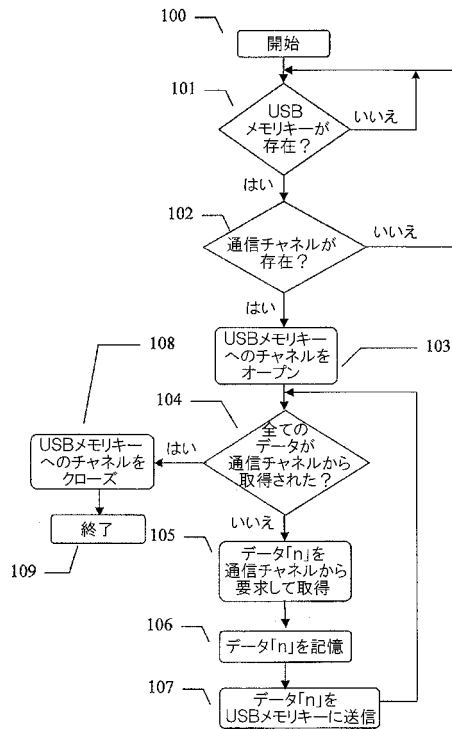 100
開始
101
USB
メモリキーが
存在?
いいえ
はい
102
通信チャネルが
存在?
いいえ
はい
USBメモリキー
へのチャネルを
オープン
103
108
104
USBメモリキー
へのチャネルを
クローズ
はい
全ての
データが
通信チャネルから
取得された?
いいえ
終了
109
105
データ「n」を
通信チャネルから
要求して取得
106
データ「n」を記憶
107
データ「n」を
USBメモリキーに送信